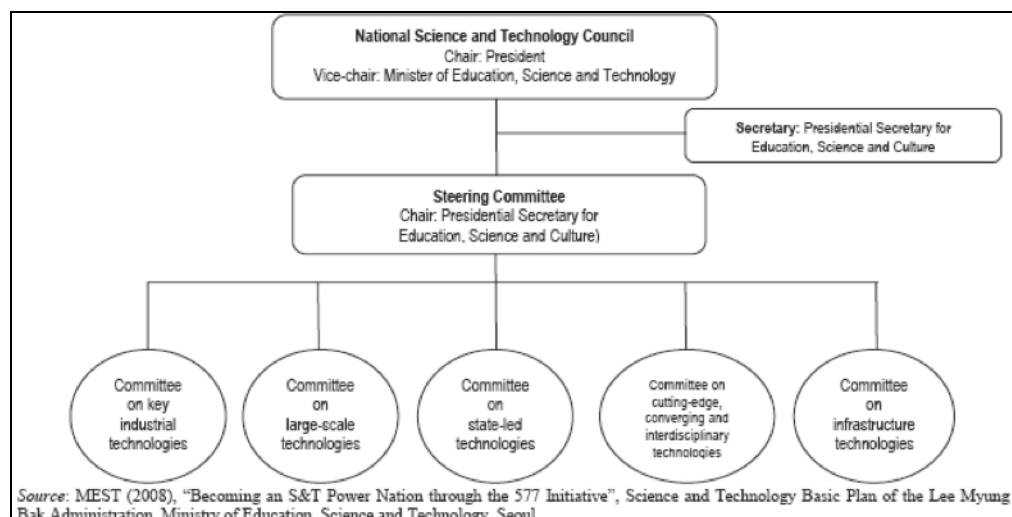 National Science and Technology Council
Chair: President
Vice-chair: Minister of Education, Science and Technology
Secretary: Presidential Secretary for
Education, Science and Culture
Steering Committee
Chair: Presidential Secretary for
Education, Science and Culture)
Committee
on key
industrial
technologies
Committee
on
large-scale
technologies
Committee
on
state-led
technologies
Committee on
cutting-edge,
converging and
interdisciplinary
technologies
Committee
on
infrastructure
technologies
Source: MEST (2008), “Becoming an S&T Power Nation through the 577 Initiative”, Science and Technology Basic Plan of the Lee Myung
Bak Administration, Ministry of Education, Science and Technology, Seoul